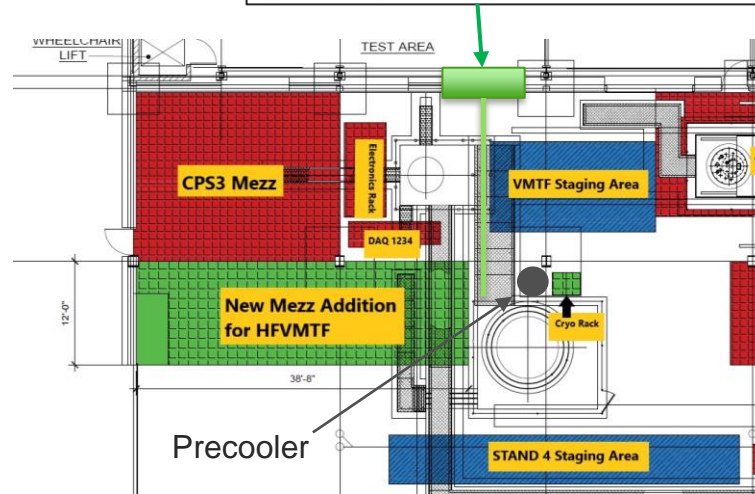 WHEELCHAIR
LIFT
TEST AREA
CPS3 Mezz
Electronics Rack
VMTF Staging Area
DAQ 1234
New Mezz Addition
for HFVMTF
Cryo Rack
12'-0"
38'-8"
Precooler
STAND 4 Staging Area